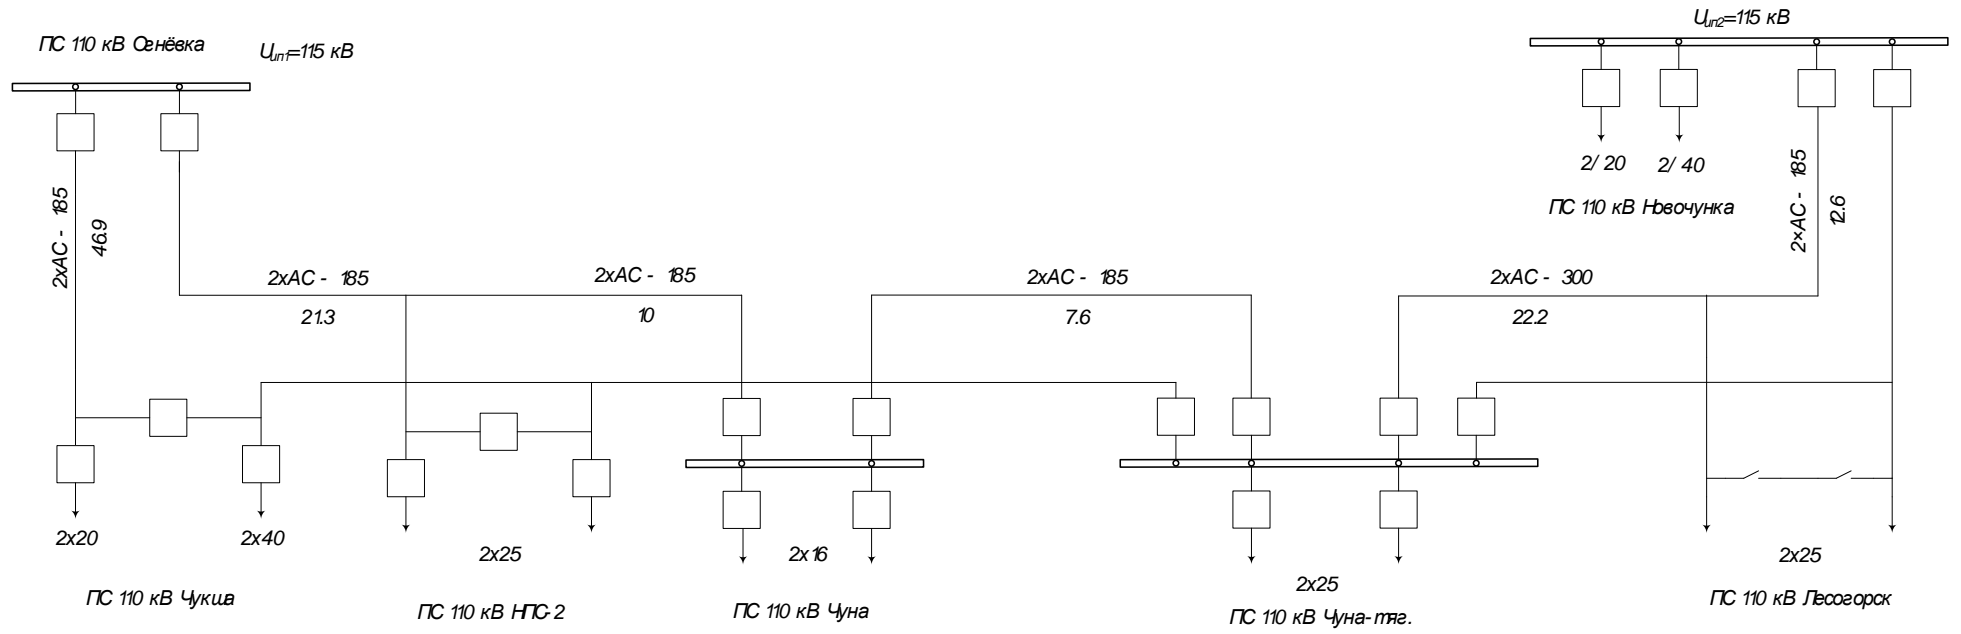 ПС 110 кВ Огнёвка
Uип1=115 кВ
Uип2=115 кВ
2/ 20
2/ 40
ПС 110 кВ Новочунка
2хАС - 185
46.9
2хАС - 185
21.3
2хАС - 185
10
2хАС - 185
7.6
2хАС - 300
22.2
2×АС - 185
12.6
2х20
2х40
ПС 110 кВ Чукша
2х25
ПС 110 кВ НПС-2
2х16
ПС 110 кВ Чуна
2х25
ПС 110 кВ Чуна-тяг.
2х25
ПС 110 кВ Лесогорск